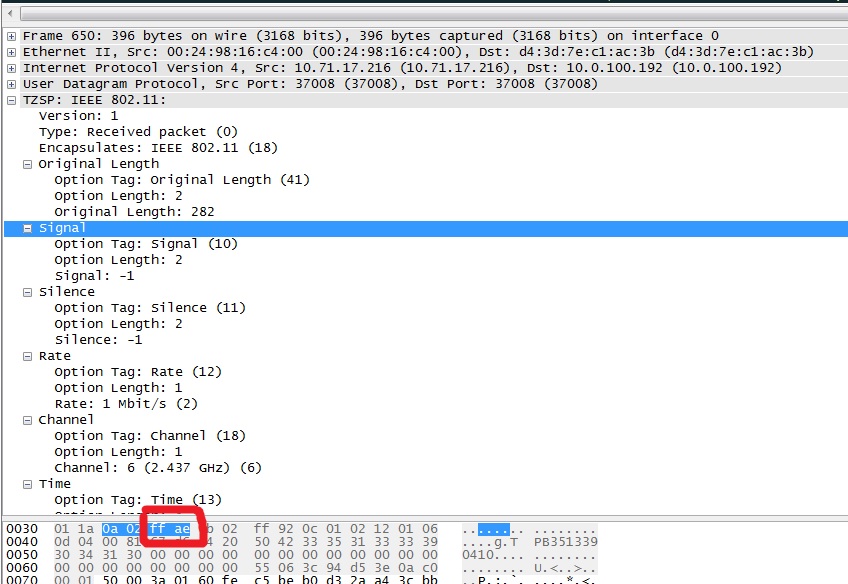 Frame 650: 396 bytes on wire (3168 bits), 396 bytes captured (3168 bits) on interface 0
Ethernet II, Src: 00:24:98:16:c4:00 (00:24:98:16:c4:00), Dst: d4:3d:7e:c1:ac:3b (d4:3d:7e:c1:ac:3b)
Internet Protocol Version 4, Src: 10.71.17.216 (10.71.17.216), Dst: 10.0.100.192 (10.0.100.192)
User Datagram Protocol, Src Port: 37008 (37008), Dst Port: 37008 (37008)
TZSP: IEEE 802.11:
Version: 1
Type: Received packet (0)
Encapsulates: IEEE 802.11 (18)
Original Length
Option Tag: Original Length (41)
Option Length: 2
Original Length: 282
Signal
Option Tag: Signal (10)
Option Length: 2
Signal: -1
Silence
Option Tag: Silence (11)
Option Length: 2
Silence: -1
Rate
Option Tag: Rate (12)
Option Length: 1
Rate: 1 Mbit/s (2)
Channel
Option Tag: Channel (18)
Option Length: 1
Channel: 6 (2.437 GHz) (6)
Time
Option Tag: Time (13)
0030 01 1a 0a 02 ff ae 02 ff 92 0c 01 02 12 01 06 ........ ........
0040 0d 04 00 20 50 42 33 35 31 33 33 39 ....g.T PB351339
0050 30 34 31 30 00 00 00 00 00 00 00 00 00 00 00 00 0410.... ........
0060 00 00 00 00 00 00 00 00 55 06 3c 94 d5 3e 0a c0 ........ U.<..>..
0070 00 01 50 00 3a 01 60 fe c5 be b0 d3 2a a4 3c bb ..P.:.`. ....*.<.